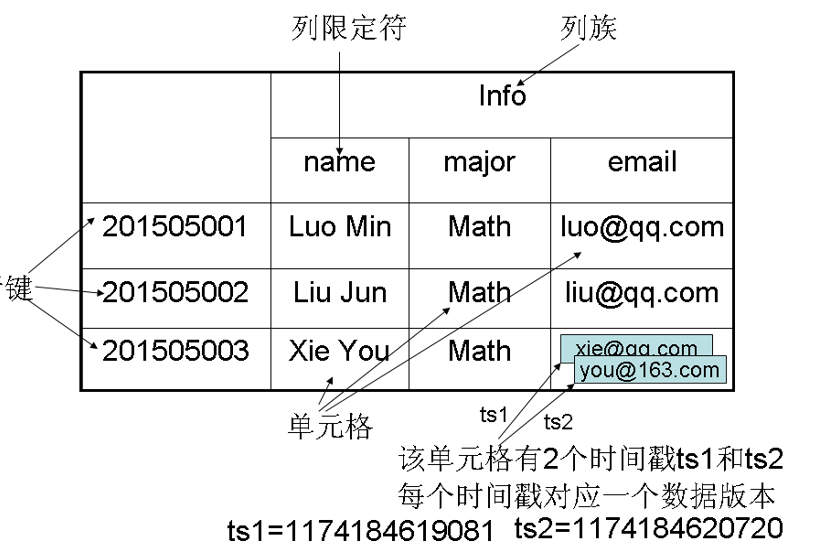 列限定符 列族
Info
name major email
201505001 Luo Min Math luo@qq.com
键
201505002 Liu Jun Math liu@qq.com
201505003 Xie You Math xie@qq.com
you@163.com
单元格 ts1 ts2
该单元格有2个时间戳ts1和ts2
每个时间戳对应一个数据版本
ts1=1174184619081 ts2=1174184620720